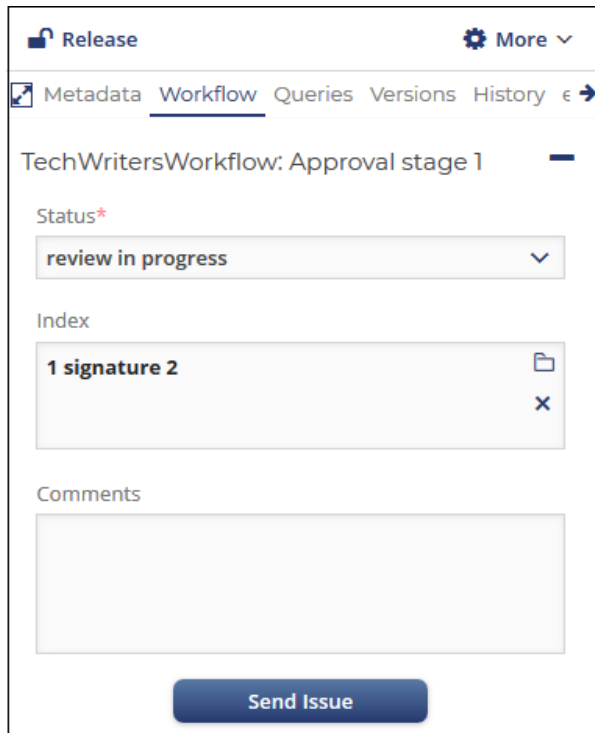 Release More
Metadata Workflow Queries Versions History e
TechWritersWorkflow: Approval stage 1
Status*
review in progress
Index
1 signature 2
Comments
Send Issue